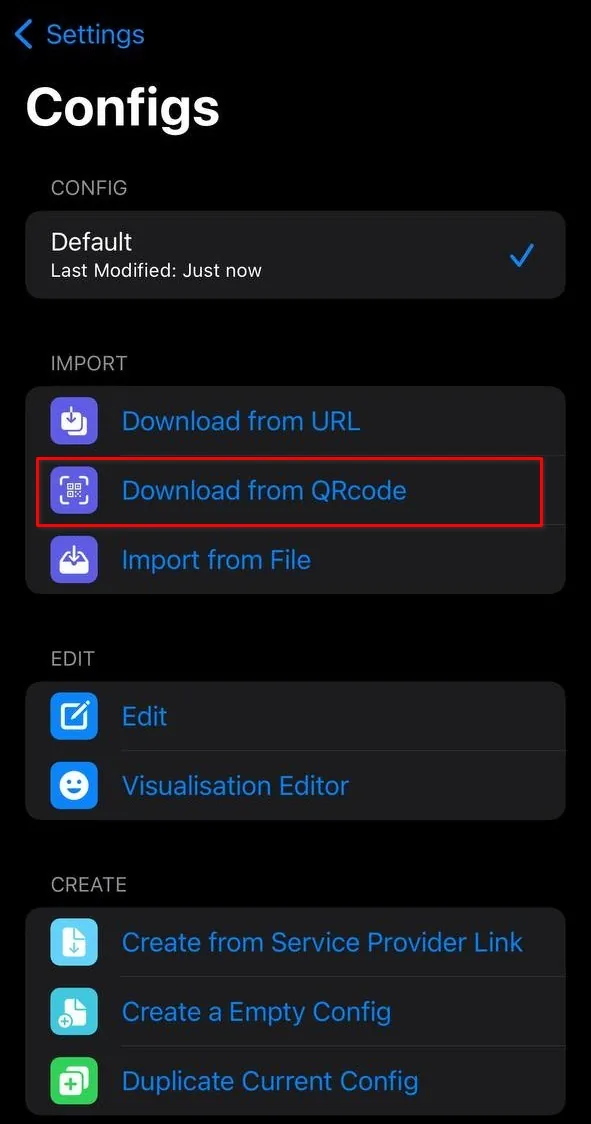 Settings
Configs
CONFIG
Default
Last Modified: Just now
IMPORT
Download from URL
Download from QRcode
Import from File
EDIT
Edit
Visualisation Editor
CREATE
Create from Service Provider Link
Create a Empty Config
Duplicate Current Config